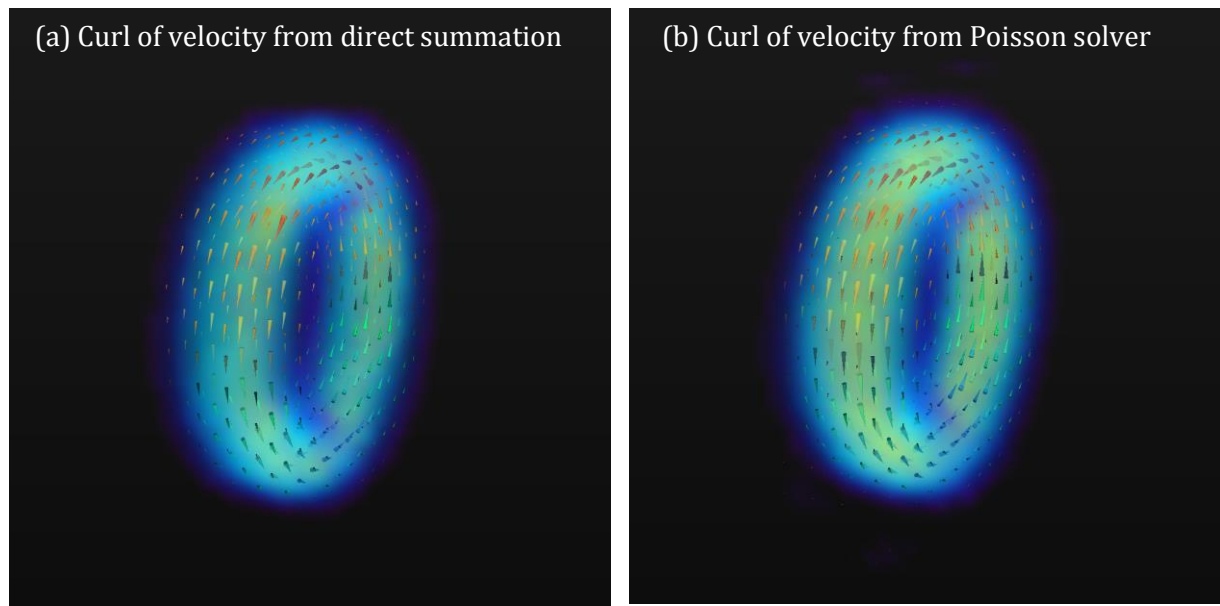 (a) Curl of velocity from direct summation
(b) Curl of velocity from Poisson solver